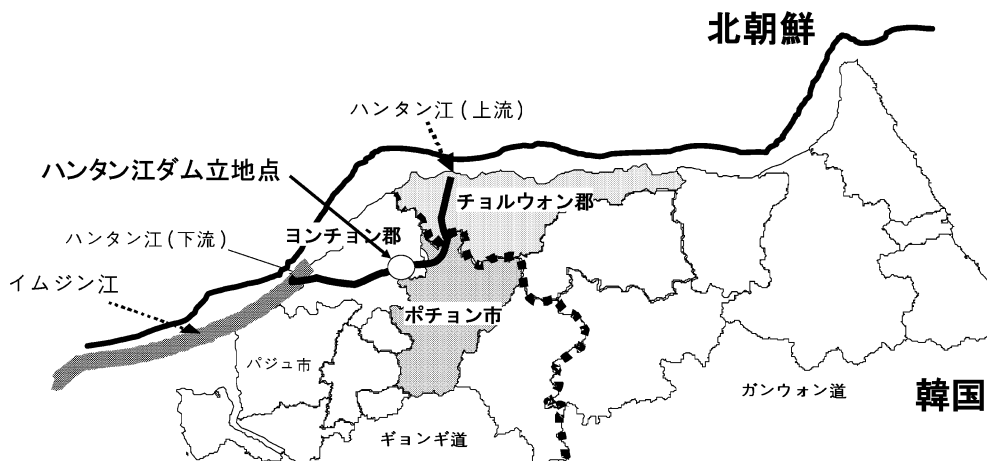 北朝鮮
ハンタン江(上流)
ハンタン江ダム立地点
チョルウォン郡
ハンタン江(下流)
ヨンチョン郡
イムジン江
ポチョン市
パジュ市
ガンウォン道
韓国
ギョンギ道